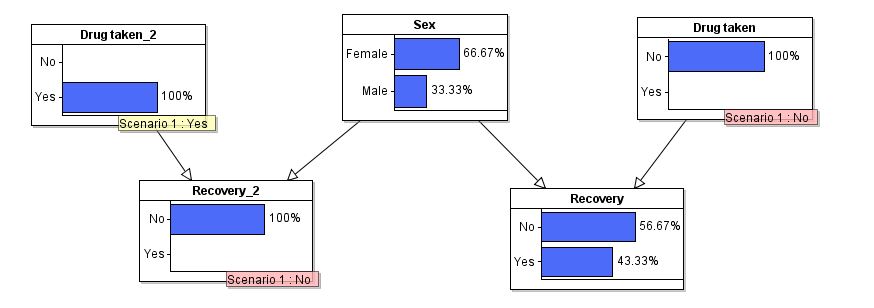 Drug taken_2
No
Yes 100%
Scenario 1 : Yes
Sex
Female 66.67%
Male 33.33%
Drug taken
No 100%
Yes
Scenario 1 : No
Recovery_2
No 100%
Yes
Scenario 1 : No
Recovery
No 56.67%
Yes 43.33%